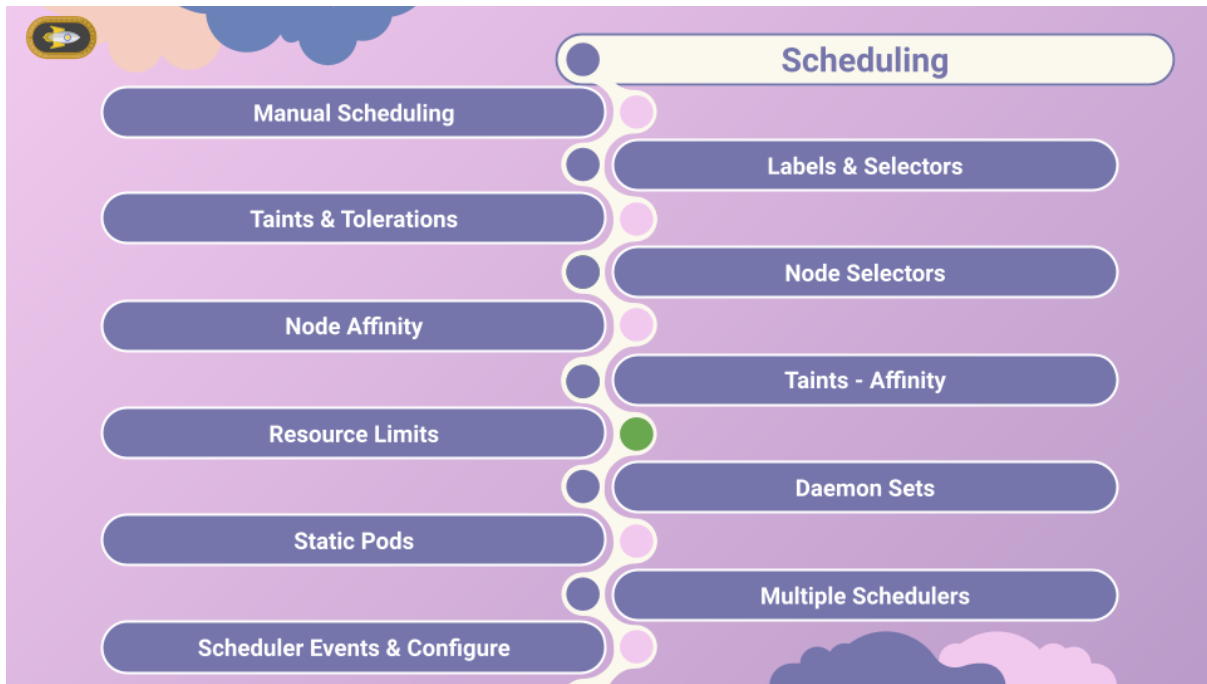 Scheduling
Manual Scheduling
Labels & Selectors
Taints & Tolerations
Node Selectors
Node Affinity
Taints - Affinity
Resource Limits
Daemon Sets
Static Pods
Multiple Schedulers
Scheduler Events & Configure